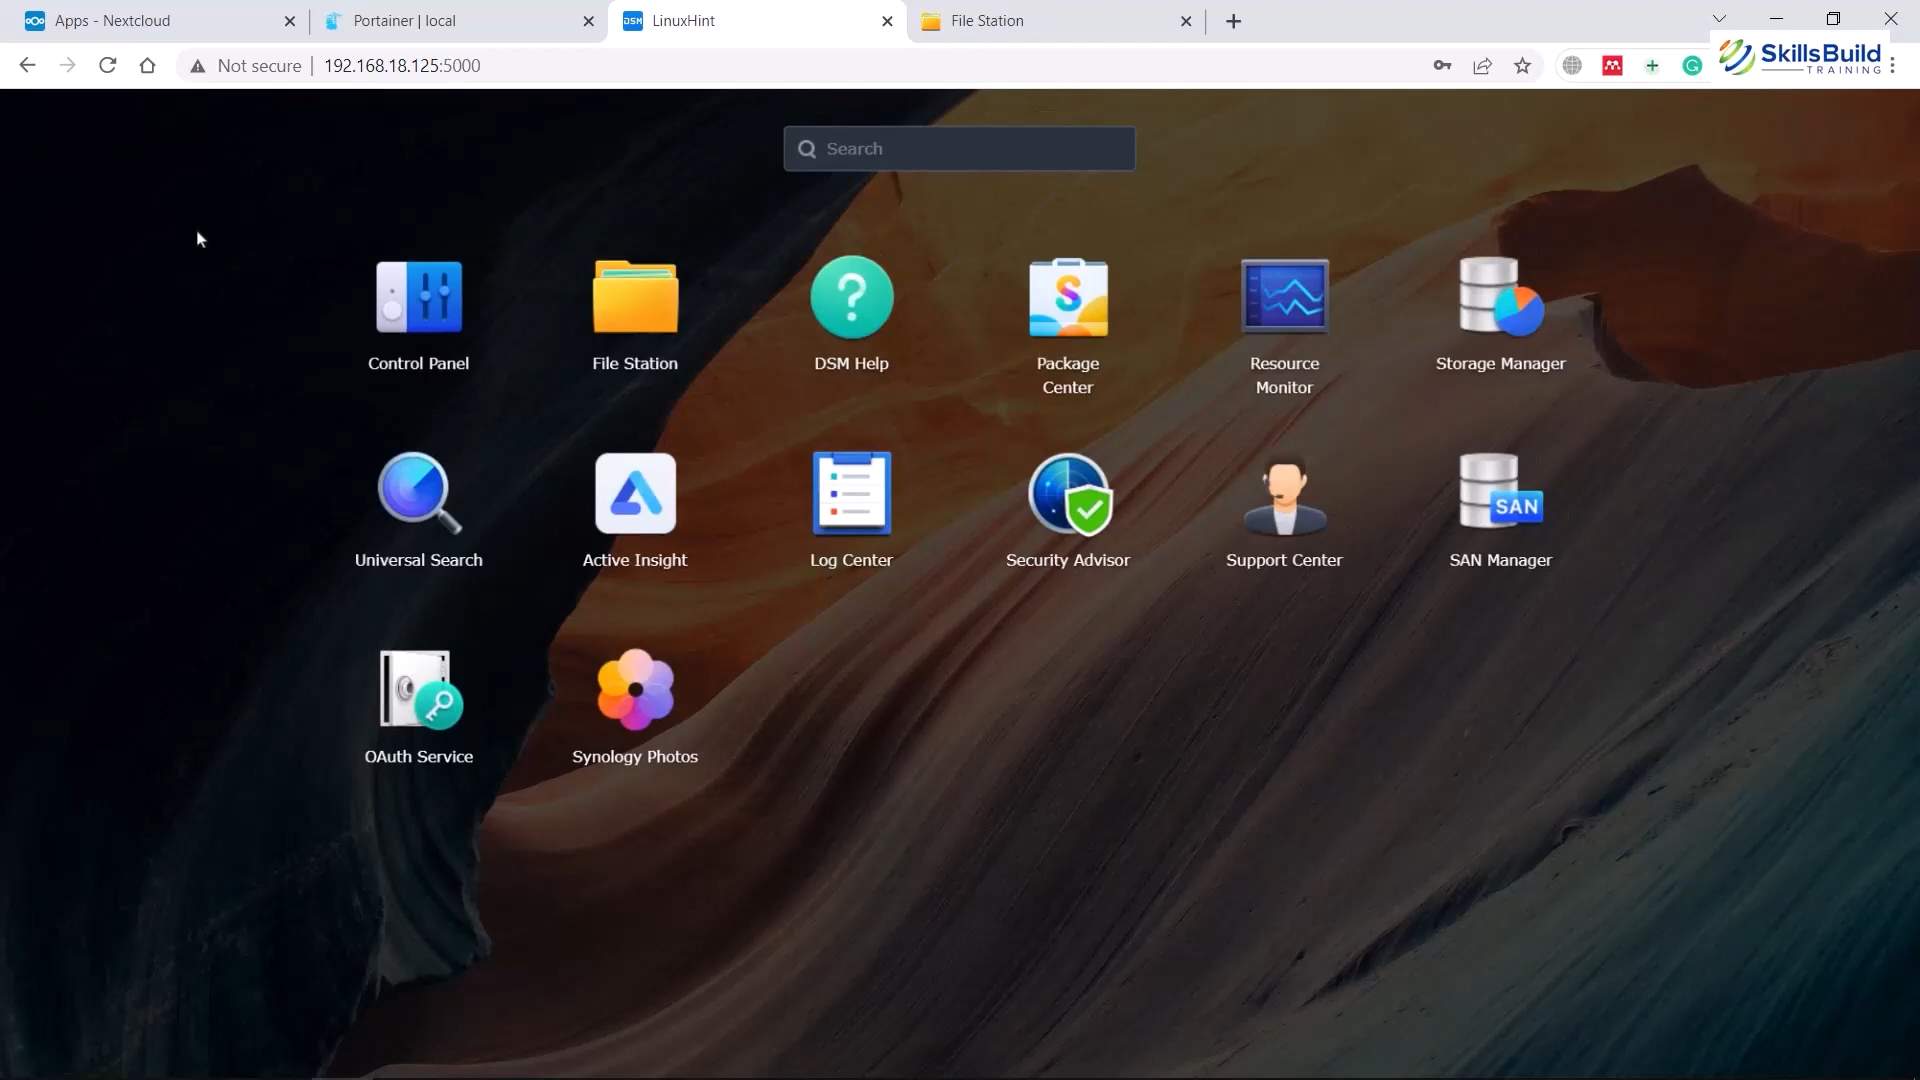 Apps - Nextcloud
Portainer | local
DSM
LinuxHint
File Station
Not secure
192.168.18.125:5000
SkillsBuild
TRAINING
Search
Control Panel
File Station
DSM Help
Package
Center
Resource
Monitor
Storage Manager
SAN
Universal Search
Active Insight
Log Center
Security Advisor
Support Center
SAN Manager
OAuth Service
Synology Photos